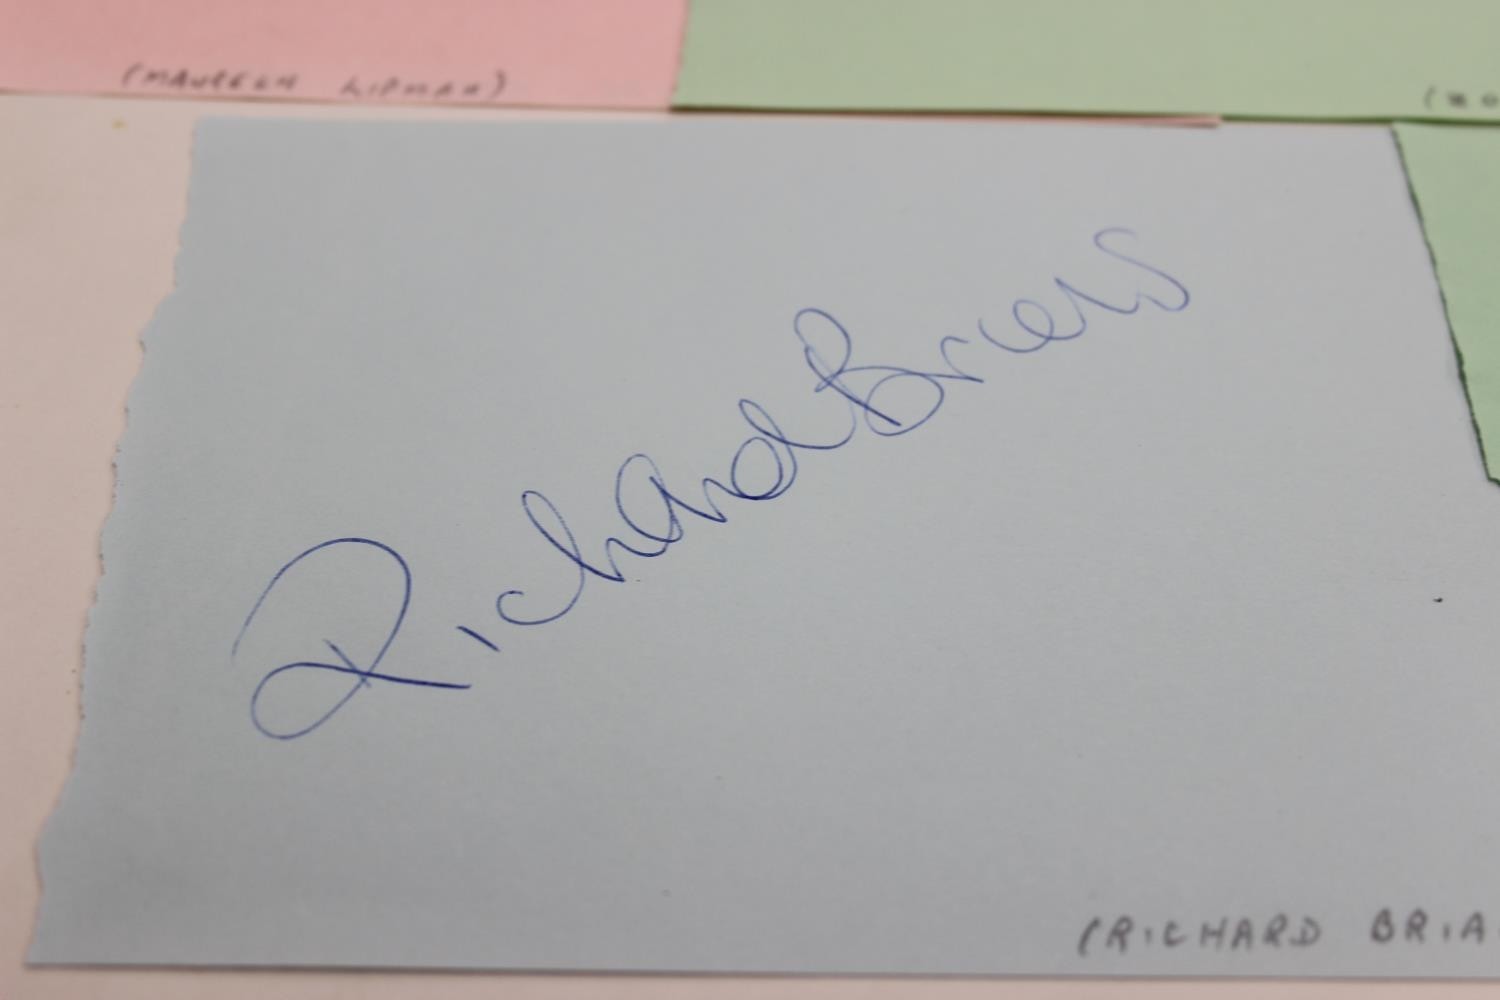 (MAUREEN LIPMAN)
Richard Briers
(RICHARD BRIA